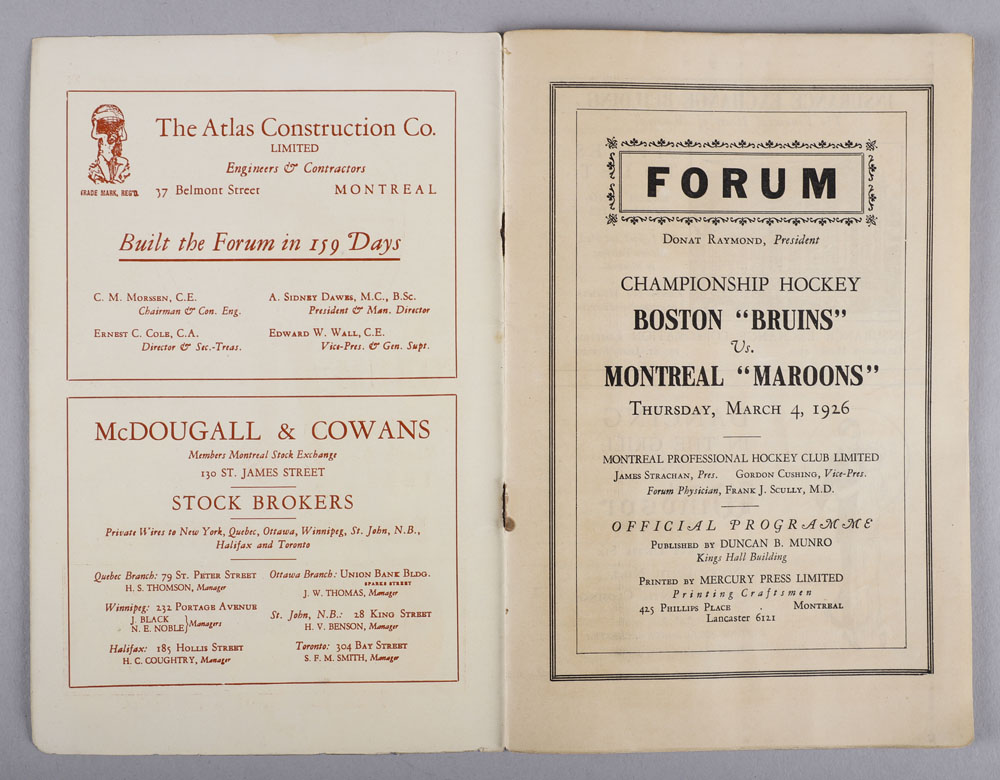 The Atlas Construction Co.
LIMITED
Engineers & Contractors
37 Belmont Street MONTREAL
TRADE MARK, REG'D.
Built the Forum in 159 Days
C. M. Morssen, C.E.
Chairman & Con. Eng.
A. Sidney Dawes, M.C., B.Sc.
President & Man. Director
Ernest C. Cole, C.A.
Director & Sec.-Treas.
Edward W. Wall, C.E.
Vice-Pres. & Gen. Supt.
McDOUGALL & COWANS
Members Montreal Stock Exchange
130 ST. JAMES STREET
STOCK BROKERS
Private Wires to New York, Quebec, Ottawa, Winnipeg, St. John, N.B.,
Halifax and Toronto
Quebec Branch: 79 St. Peter Street
H. S. THOMSON, Manager
Ottawa Branch: Union Bank Bldg.
SPARKS STREET
J. W. THOMAS, Manager
Winnipeg: 232 Portage Avenue
J. BLACK
N. E. NOBLE} Managers
St. John, N.B.: 28 King Street
H. V. BENSON, Manager
Halifax: 185 Hollis Street
H. C. COUGHTRY, Manager
Toronto: 304 Bay Street
S. F. M. SMITH, Manager
FORUM
Donat Raymond, President
CHAMPIONSHIP HOCKEY
BOSTON "BRUINS"
Vs.
MONTREAL "MAROONS"
Thursday, March 4, 1926
MONTREAL PROFESSIONAL HOCKEY CLUB LIMITED
James Strachan, Pres. Gordon Cushing, Vice-Pres.
Forum Physician, Frank J. Scully, M.D.
OFFICIAL PROGRAMME
Published by DUNCAN B. MUNRO
Kings Hall Building
Printed by MERCURY PRESS LIMITED
Printing Craftsmen
425 Phillips Place Montreal
Lancaster 6121